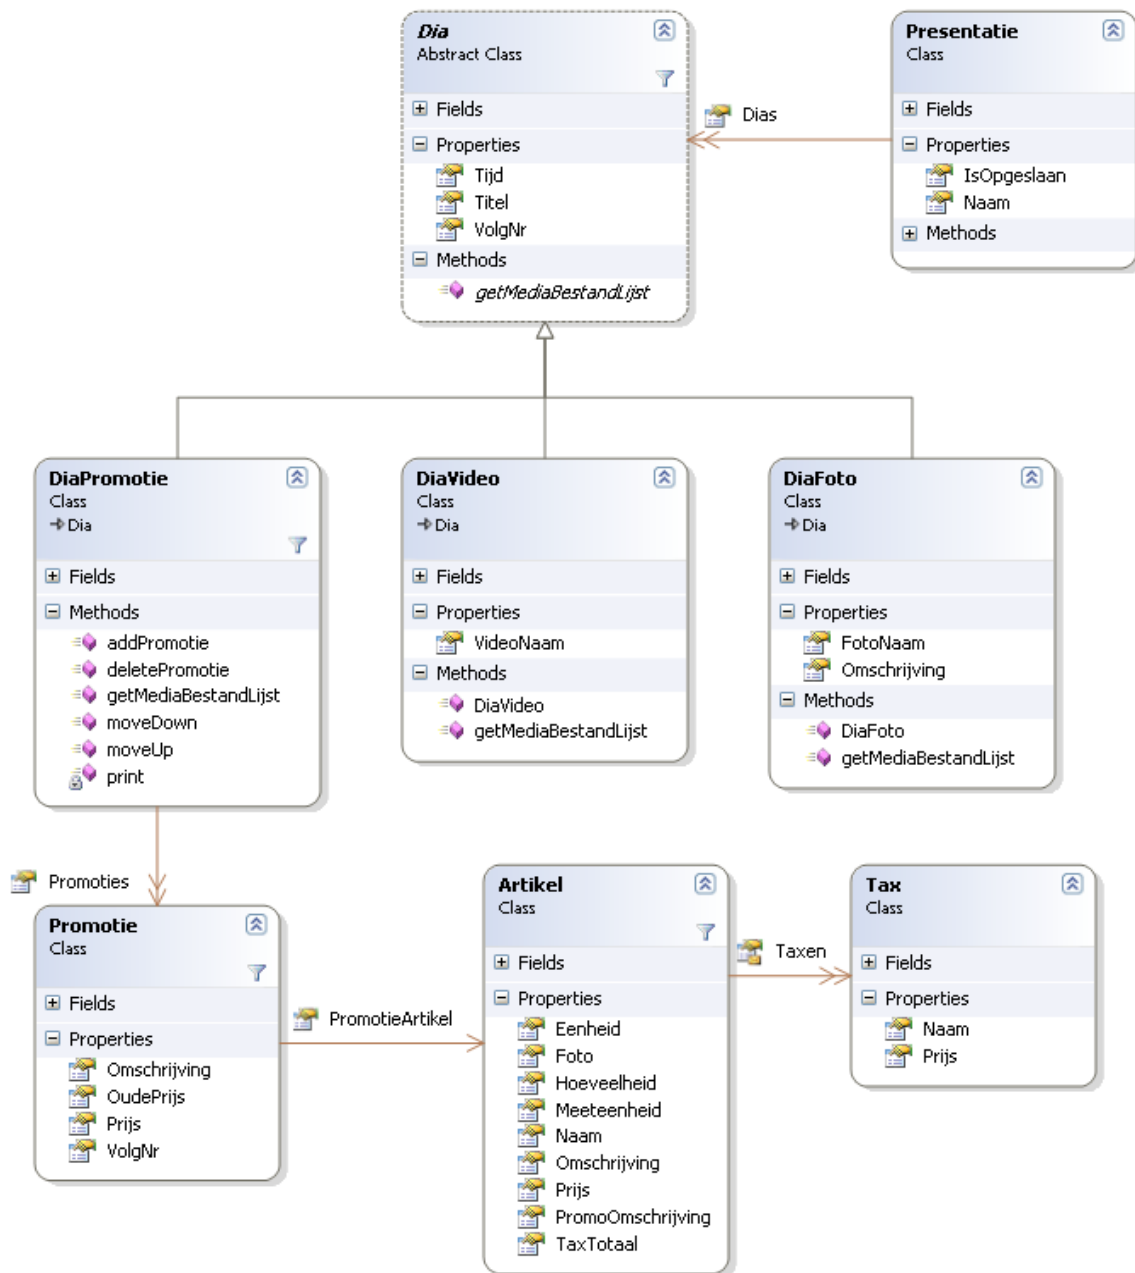 Dia
Abstract Class
Fields
Properties
Tijd
Titel
VolgNr
Methods
getMediaBestandLijst
Dias
Presentatie
Class
Fields
Properties
IsOpgeslaan
Naam
Methods
DiaPromotie
Class
Dia
Fields
Methods
addPromotie
deletePromotie
getMediaBestandLijst
moveDown
moveUp
print
DiaVideo
Class
Dia
Fields
Properties
VideoNaam
Methods
DiaVideo
getMediaBestandLijst
DiaFoto
Class
Dia
Fields
Properties
FotoNaam
Omschrijving
Methods
DiaFoto
getMediaBestandLijst
Promoties
Promotie
Class
Fields
Properties
Omschrijving
OudePrijs
Prijs
VolgNr
PromotieArtikel
Artikel
Class
Fields
Properties
Eenheid
Foto
Hoeveelheid
Meeteenheid
Naam
Omschrijving
Prijs
PromoOmschrijving
TaxTotaal
Taxen
Tax
Class
Fields
Properties
Naam
Prijs